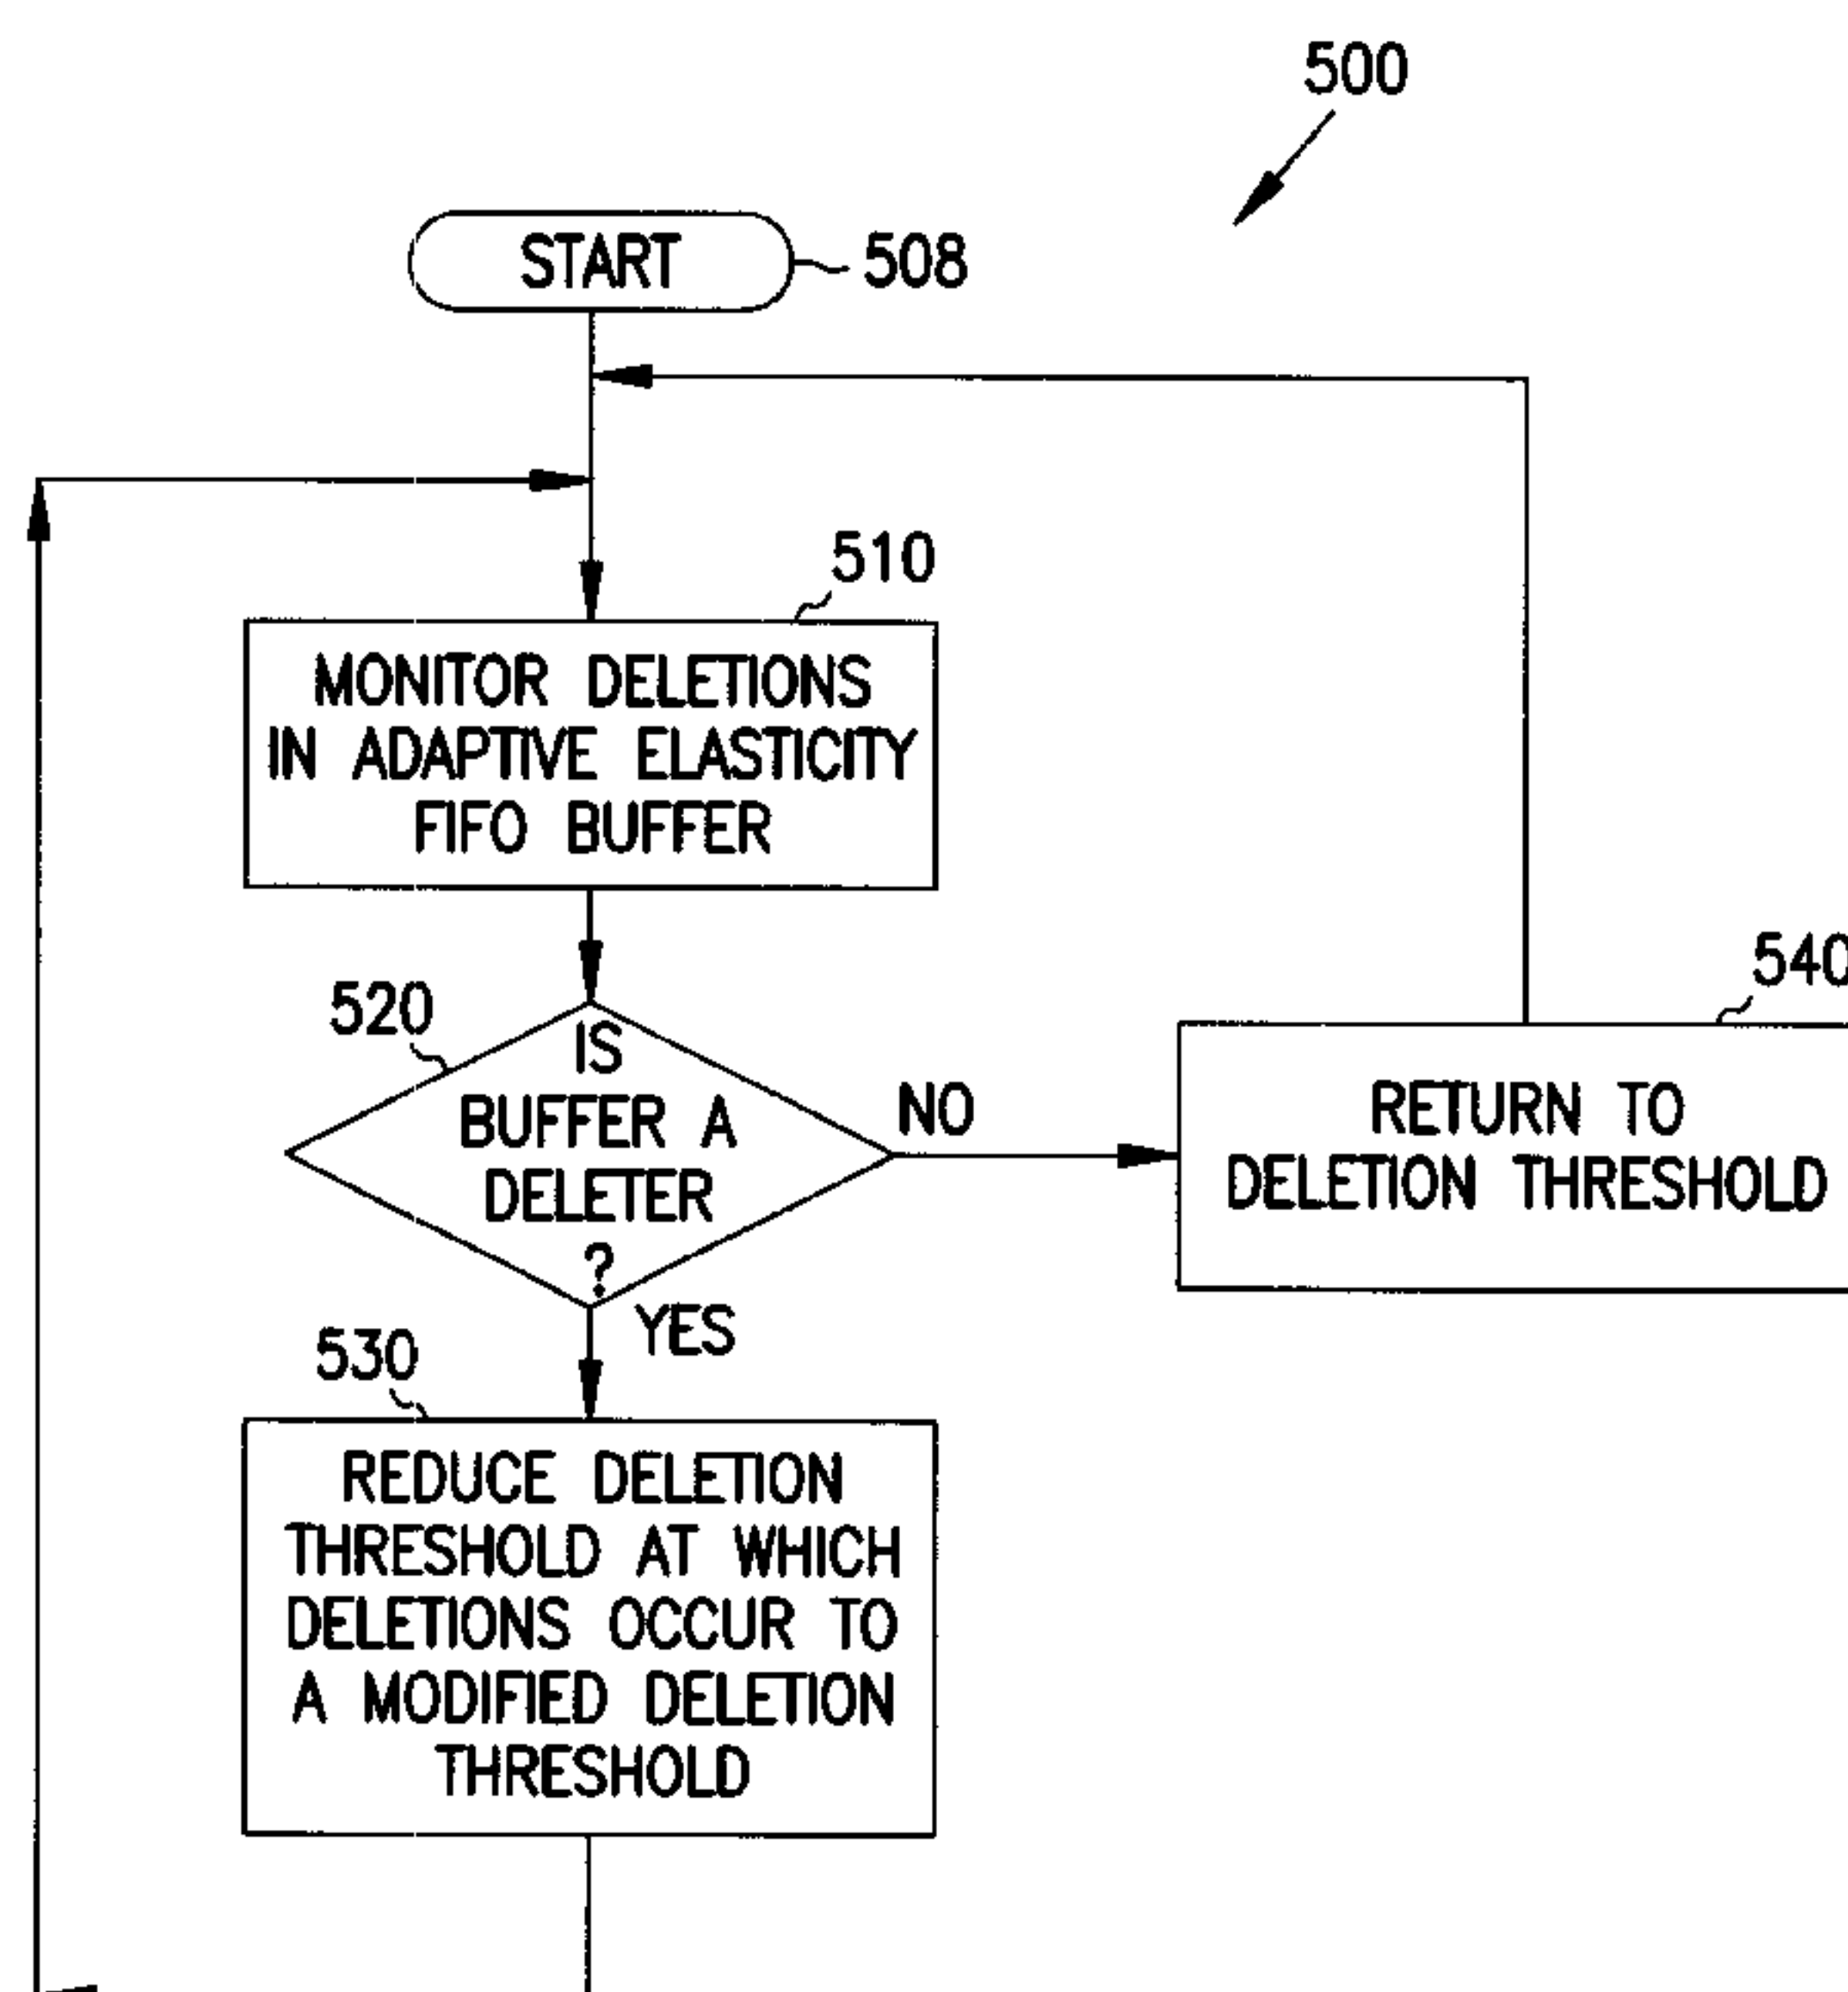 500
START
508
510
MONITOR DELETIONS
IN ADAPTIVE ELASTICITY
FIFO BUFFER
520
IS
BUFFER A
DELETER
?
NO
YES
540
RETURN TO
DELETION THRESHOLD
530
REDUCE DELETION
THRESHOLD AT WHICH
DELETIONS OCCUR TO
A MODIFIED DELETION
THRESHOLD